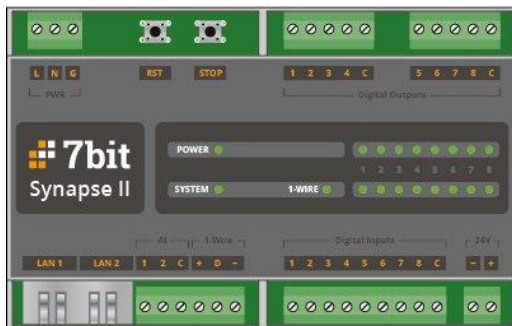 L N G RST STOP 1 2 3 4 C 5 6 7 8 C
PWR Digital Outputs
7bit
Synapse II
POWER
1 2 3 4 5 6 7 8
SYSTEM 1-WIRE
AI 1-Wire Digital Inputs 24V
LAN 1 LAN 2 1 2 C + D - 1 2 3 4 5 6 7 8 C - +